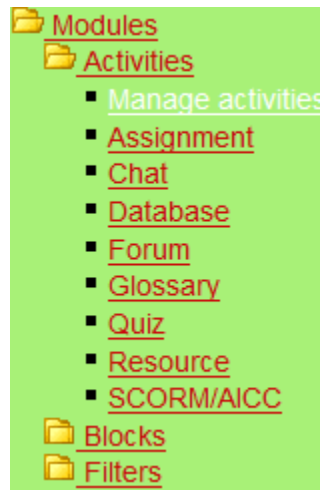 Modules
Activities
Manage activities
Assignment
Chat
Database
Forum
Glossary
Quiz
Resource
SCORM/AICC
Blocks
Filters